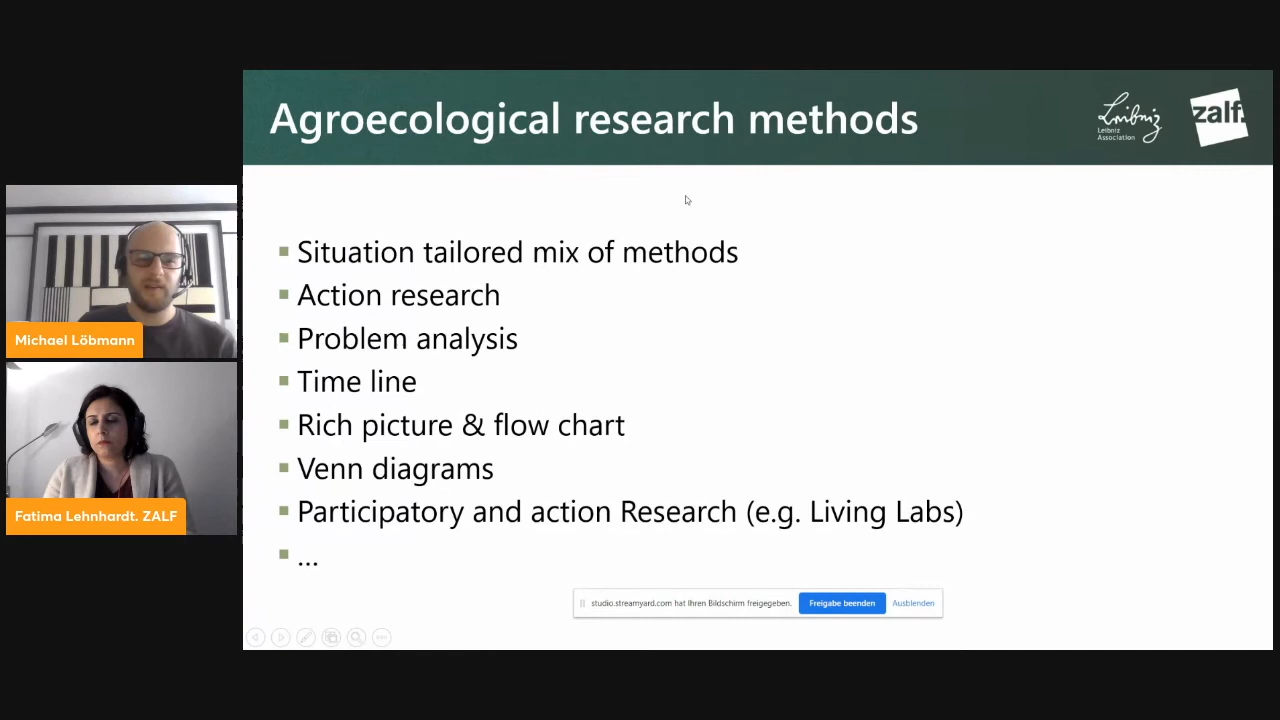 Agroecological research methods
Leibniz
Leibniz
Association
zalf.
Situation tailored mix of methods
Action research
Problem analysis
Time line
Rich picture & flow chart
Venn diagrams
Participatory and action Research (e.g. Living Labs)
...
studio.streamyard.com hat Ihren Bildschirm freigegeben. Freigabe beenden Ausblenden
Michael Löbmann
Fatima Lehnhardt. ZALF